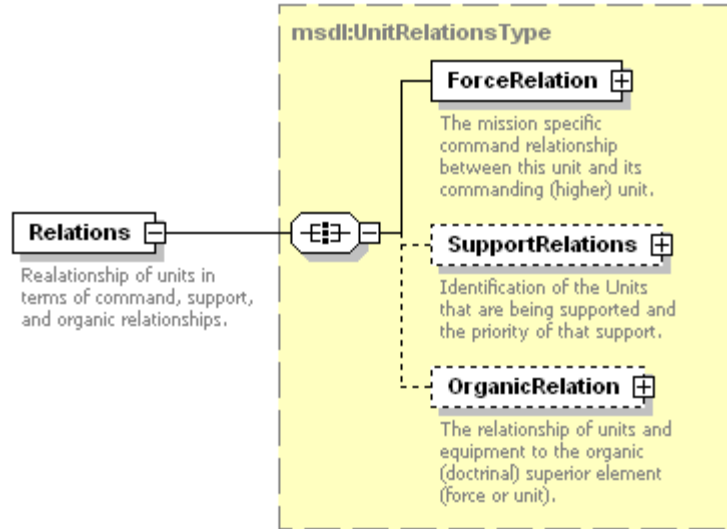 msdl:UnitRelationsType
ForceRelation
The mission specific
command relationship
between this unit and its
commanding (higher) unit.
Relations
Realationship of units in
terms of command, support,
and organic relationships.
SupportRelations
Identification of the Units
that are being supported and
the priority of that support.
OrganicRelation
The relationship of units and
equipment to the organic
(doctrinal) superior element
(force or unit).